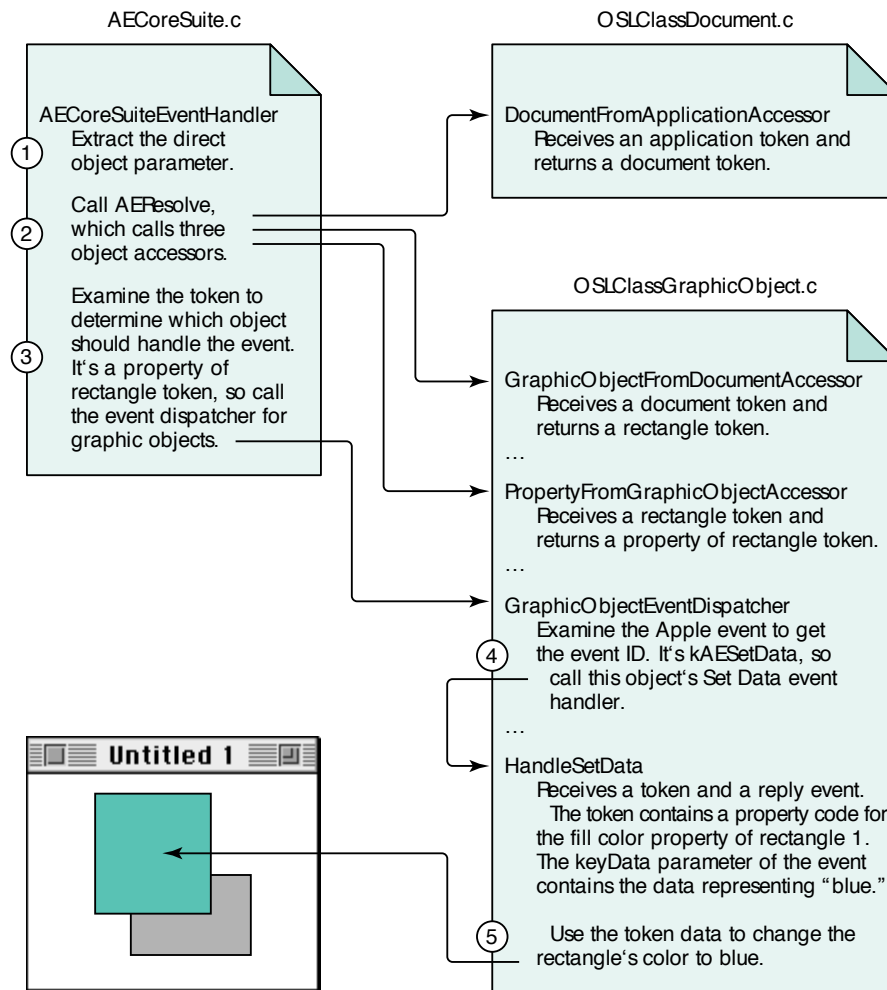 AECoreSuite.c
AECoreSuiteEventHandler
1
Extract the direct
object parameter.
2
Call AEResolve,
which calls three
object accessors.
3
Examine the token to
determine which object
should handle the event.
It‘s a property of
rectangle token, so call
the event dispatcher for
graphic objects.
OSLClassDocument.c
DocumentFromApplicationAccessor
Receives an application token and
returns a document token.
OSLClassGraphicObject.c
GraphicObjectFromDocumentAccessor
Receives a document token and
returns a rectangle token.
…
PropertyFromGraphicObjectAccessor
Receives a rectangle token and
returns a property of rectangle token.
…
GraphicObjectEventDispatcher
4
Examine the Apple event to get
the event ID. It‘s kAESetData, so
call this object‘s Set Data event
handler.
…
HandleSetData
Receives a token and a reply event.
The token contains a property code for
the fill color property of rectangle 1.
The keyData parameter of the event
contains the data representing “blue.”
5
Use the token data to change the
rectangle‘s color to blue.
Untitled 1